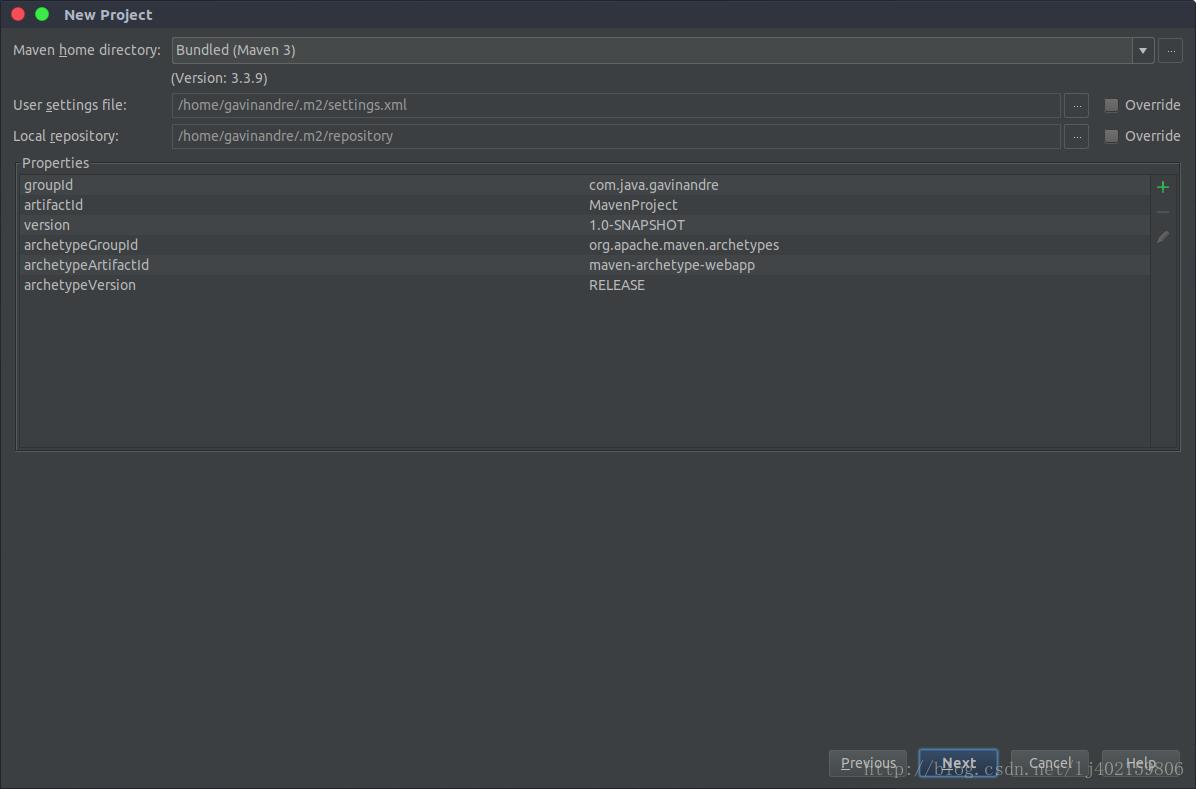 New Project
Maven home directory: Bundled (Maven 3) ...
(Version: 3.3.9)
User settings file: /home/gavinandre/.m2/settings.xml ... Override
Local repository: /home/gavinandre/.m2/repository ... Override
Properties
groupId com.java.gavinandre
artifactId MavenProject
version 1.0-SNAPSHOT
archetypeGroupId org.apache.maven.archetypes
archetypeArtifactId maven-archetype-webapp
archetypeVersion RELEASE
Previous Next Cancel Help
http://blog.csdn.net/lj402159806